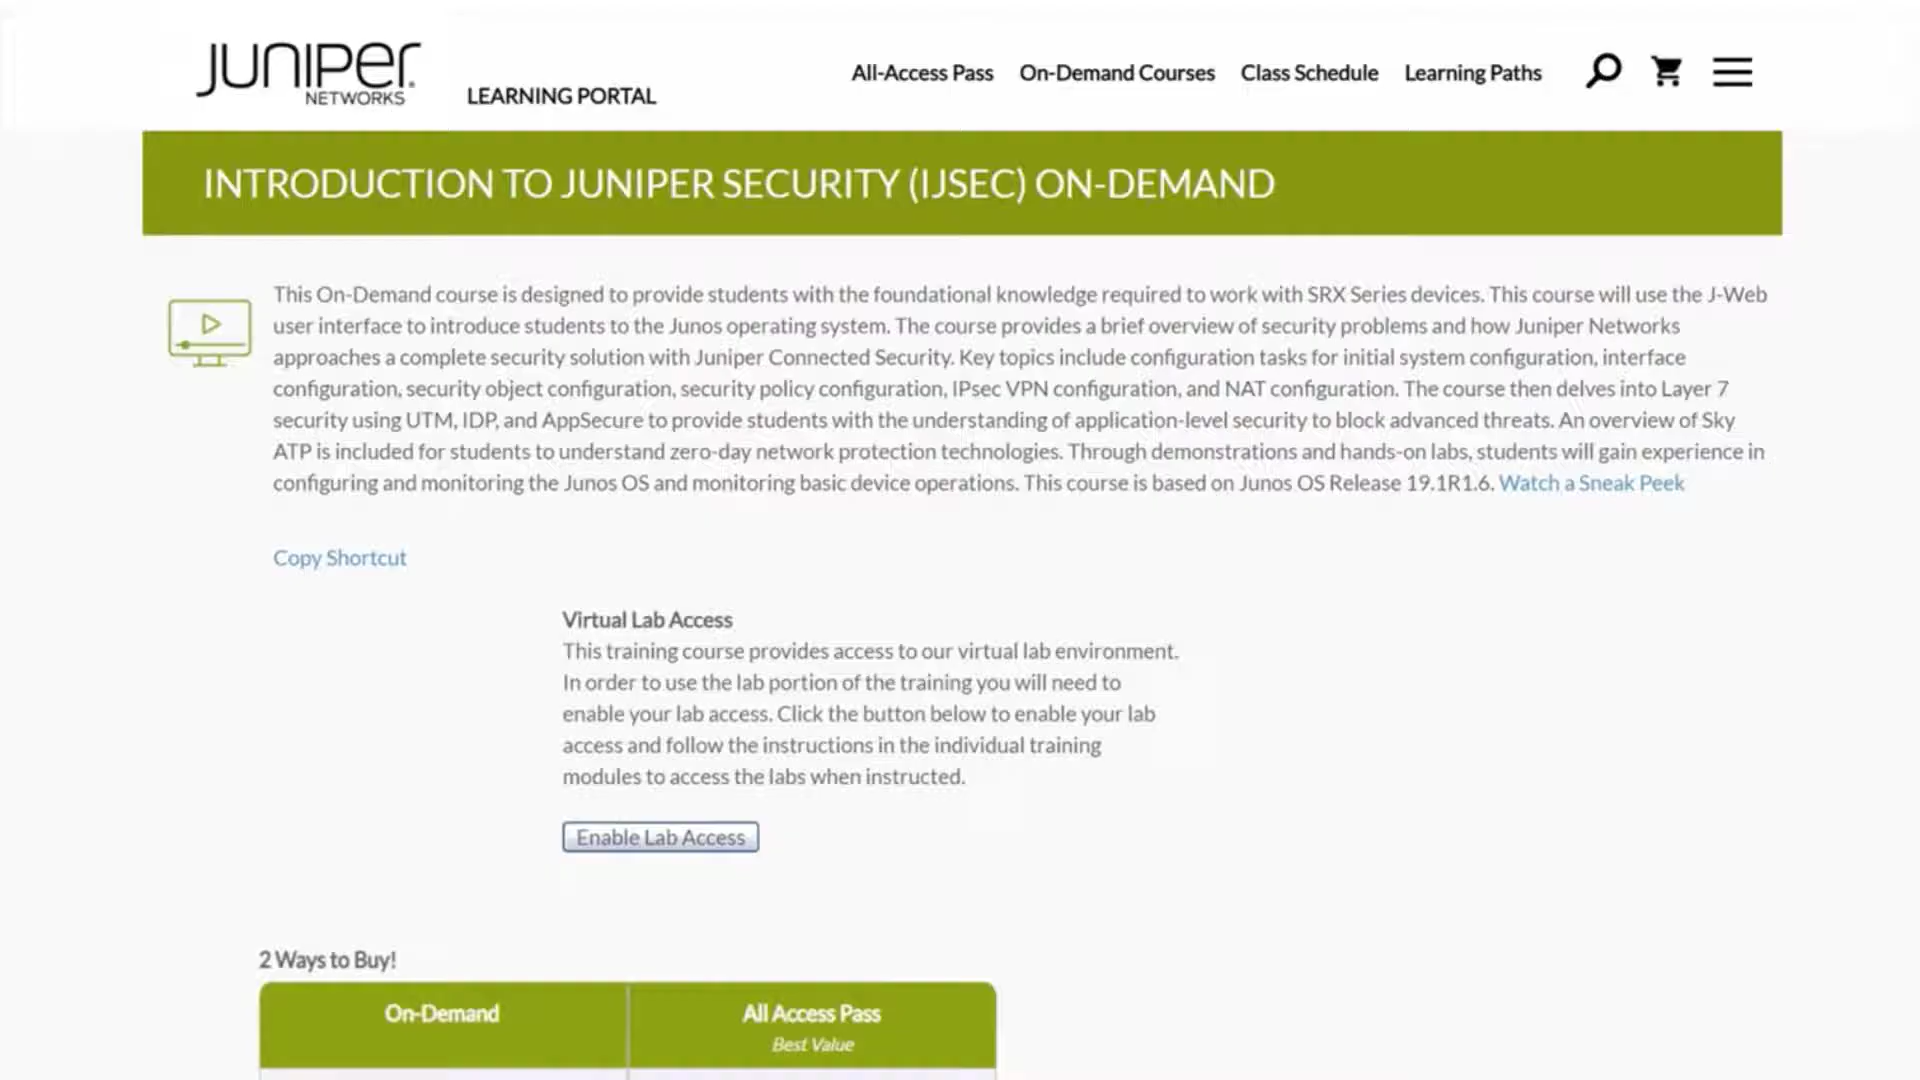 JUNIPER
NETWORKS
LEARNING PORTAL
All-Access Pass On-Demand Courses Class Schedule Learning Paths
INTRODUCTION TO JUNIPER SECURITY (IJSEC) ON-DEMAND
This On-Demand course is designed to provide students with the foundational knowledge required to work with SRX Series devices. This course will use the J-Web
user interface to introduce students to the Junos operating system. The course provides a brief overview of security problems and how Juniper Networks
approaches a complete security solution with Juniper Connected Security. Key topics include configuration tasks for initial system configuration, interface
configuration, security object configuration, security policy configuration, IPsec VPN configuration, and NAT configuration. The course then delves into Layer 7
security using UTM, IDP, and AppSecure to provide students with the understanding of application-level security to block advanced threats. An overview of Sky
ATP is included for students to understand zero-day network protection technologies. Through demonstrations and hands-on labs, students will gain experience in
configuring and monitoring the Junos OS and monitoring basic device operations. This course is based on Junos OS Release 19.1R1.6. Watch a Sneak Peek
Copy Shortcut
Virtual Lab Access
This training course provides access to our virtual lab environment.
In order to use the lab portion of the training you will need to
enable your lab access. Click the button below to enable your lab
access and follow the instructions in the individual training
modules to access the labs when instructed.
Enable Lab Access
2 Ways to Buy!
On-Demand All Access Pass
Best Value